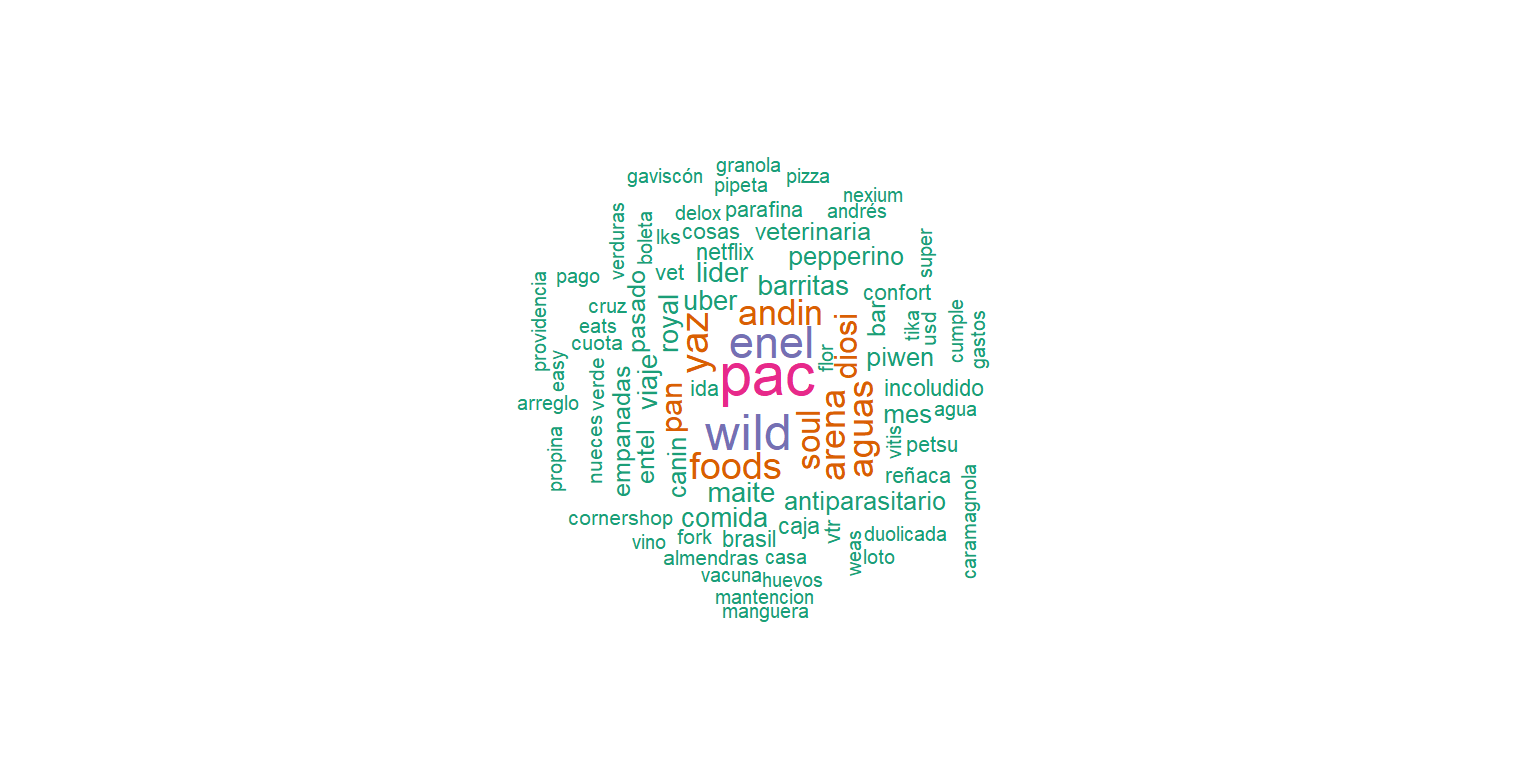 granola
gaviscón
pizza
pipeta
nexium
delox
parafina
andrés
verduras
boleta
lks
cosas
veterinaria
super
netflix
pepperino
vet
lider
pago
barritas
confort
providencia
pasado
royal
uber
cruz
andin
bar
tika
usd
cumple
gastos
eats
yaz
enel
diosi
cuota
flor
piwen
easy
verde
viaje
pac
ida
incoludido
arreglo
empanadas
pan
arena
aguas
mes
agua
nueces
wild
soul
vitis
petsu
propina
entel
canin
foods
reñaca
maite
antiparasitario
caramagnola
cornershop
comida
caja
vtr
vino
fork
brasil
weas
duolicada
almendras
casa
loto
vacuna
huevos
mantencion
manguera